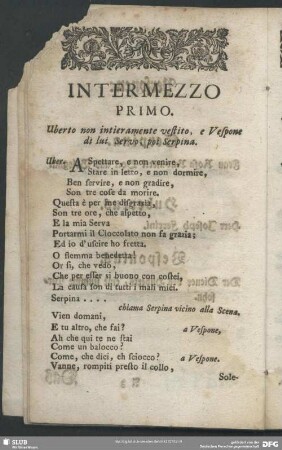 INTERMEZZO
PRIMO.
Uberto non intieramente vestito, e Vespone
di lui Servo, poi Serpina.
Uber. ASpettare, e non venire,
Stare in letto, e non dormire,
Ben servire, e non gradire,
Son tre cose da morire.
Questa è per me disgrazia,
Son tre ore, che aspetto,
E la mia Serva
Portarmi il Cioccolato non fa grazia:
Ed io d'uscire ho fretta.
O flemma benedetta!
Or sì, che vedo,
Che per esser sì buono con costei,
La causa son di tutti i mali miei.
Serpina . . . .
chiama Serpina vicino alla Scena.
Vien domani,
E tu altro, che fai? a Vespone,
Ah che qui te ne stai
Come un balocco?
Come, che dici, eh sciocco? a Vespone.
Vanne, rompiti presto il collo,
Sole-
SLUB
DFG